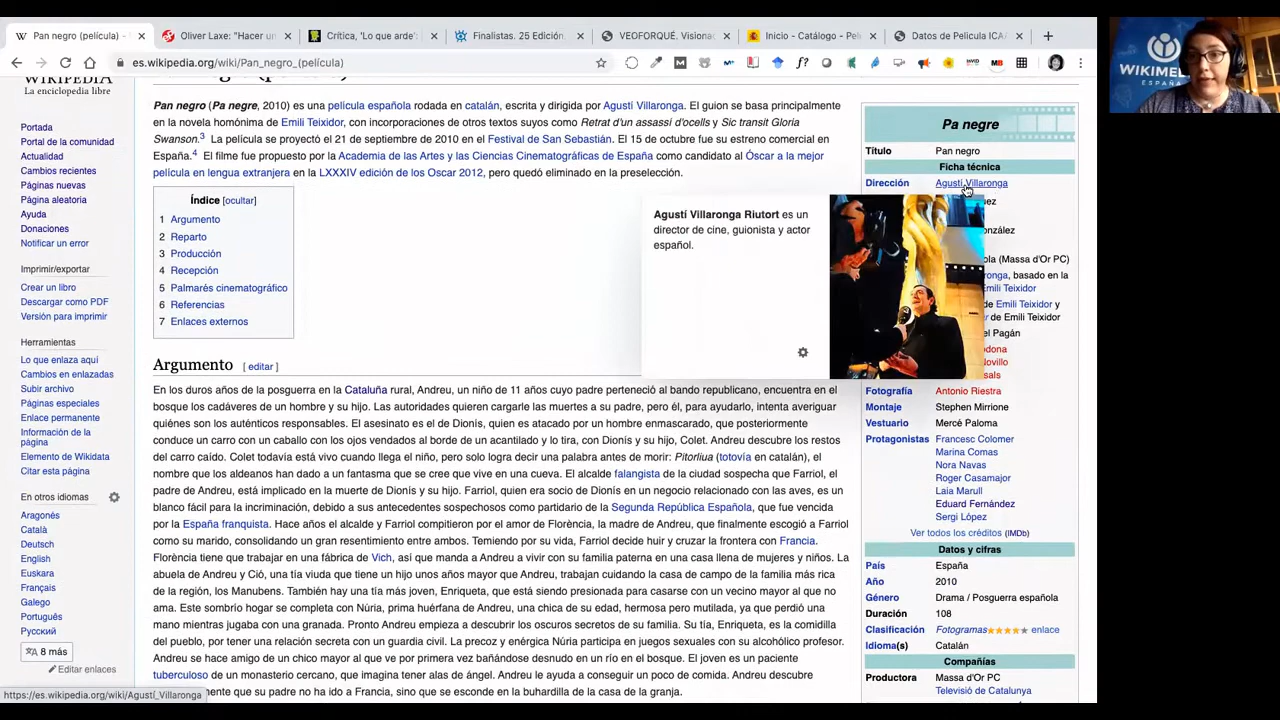 Pan negro (película) - W
Oliver Laxe: "Hacer un
Crítica, 'Lo que arde'
Finalistas. 25 Edición
VEOFORQUÉ. Visiona
Inicio - Catálogo - Pel
Datos de Pelicula ICA
es.wikipedia.org/wiki/Pan_negro_(película)
WIKIMEDIA
ESPAÑA
WIKIPEDIA
La enciclopedia libre
Portada
Portal de la comunidad
Actualidad
Cambios recientes
Páginas nuevas
Página aleatoria
Ayuda
Donaciones
Notificar un error
Imprimir/exportar
Crear un libro
Descargar como PDF
Versión para imprimir
Herramientas
Lo que enlaza aquí
Cambios en enlazadas
Subir archivo
Páginas especiales
Enlace permanente
Información de la
página
Elemento de Wikidata
Citar esta página
En otros idiomas
Aragonés
Català
Deutsch
English
Euskara
Français
Galego
Português
Русский
8 más
Editar enlaces
https://es.wikipedia.org/wiki/Agustí_Villaronga
Pan negro (Pa negre, 2010) es una película española rodada en catalán, escrita y dirigida por Agustí Villaronga. El guion se basa principalmente
en la novela homónima de Emili Teixidor, con incorporaciones de otros textos suyos como Retrat d'un assassi d'ocells y Sic transit Gloria
Swanson.3 La película se proyectó el 21 de septiembre de 2010 en el Festival de San Sebastián. El 15 de octubre fue su estreno comercial en
España.4 El filme fue propuesto por la Academia de las Artes y las Ciencias Cinematográficas de España como candidato al Óscar a la mejor
película en lengua extranjera en la LXXXIV edición de los Oscar 2012, pero quedó eliminado en la preselección.
Índice [ocultar]
1 Argumento
2 Reparto
3 Producción
4 Recepción
5 Palmarés cinematográfico
6 Referencias
7 Enlaces externos
Agustí Villaronga Riutort es un
director de cine, guionista y actor
español.
Argumento [ editar ]
En los duros años de la posguerra en la Cataluña rural, Andreu, un niño de 11 años cuyo padre perteneció al bando republicano, encuentra en el
bosque los cadáveres de un hombre y su hijo. Las autoridades quieren cargarle las muertes a su padre, pero él, para ayudarlo, intenta averiguar
quiénes son los auténticos responsables. El asesinato es el de Dionís, quien es atacado por un hombre enmascarado, que posteriormente
conduce un carro con un caballo con los ojos vendados al borde de un acantilado y lo tira, con Dionís y su hijo, Colet. Andreu descubre los restos
del carro caído. Colet todavía está vivo cuando llega el niño, pero solo logra decir una palabra antes de morir: Pitorliua (totovía en catalán), el
nombre que los aldeanos han dado a un fantasma que se cree que vive en una cueva. El alcalde falangista de la ciudad sospecha que Farriol, el
padre de Andreu, está implicado en la muerte de Dionís y su hijo. Farriol, quien era socio de Dionís en un negocio relacionado con las aves, es un
blanco fácil para la incriminación, debido a sus antecedentes sospechosos como partidario de la Segunda República Española, que fue vencida
por la España franquista. Hace años el alcalde y Farriol compitieron por el amor de Florència, la madre de Andreu, que finalmente escogió a Farriol
como su marido, consolidando un gran resentimiento entre ambos. Temiendo por su vida, Farriol decide huir y cruzar la frontera con Francia.
Florència tiene que trabajar en una fábrica de Vich, así que manda a Andreu a vivir con su familia paterna en una casa llena de mujeres y niños. La
abuela de Andreu y Ció, una tía viuda que tiene un hijo unos años mayor que Andreu, trabajan cuidando la casa de campo de la familia más rica
de la región, los Manubens. También hay una tía más joven, Enriqueta, que está siendo presionada para casarse con un vecino mayor al que no
ama. Este sombrío hogar se completa con Núria, prima huérfana de Andreu, una chica de su edad, hermosa pero mutilada, ya que perdió una
mano mientras jugaba con una granada. Pronto Andreu empieza a descubrir los oscuros secretos de su familia. Su tía, Enriqueta, es la comidilla
del pueblo, por tener una relación secreta con un guardia civil. La precoz y enérgica Núria participa en juegos sexuales con su alcohólico profesor.
Andreu se hace amigo de un chico mayor al que ve por primera vez bañándose desnudo en un río en el bosque. El joven es un paciente
tuberculoso de un monasterio cercano, que imagina tener alas de ángel. Andreu le ayuda a conseguir un poco de comida. Andreu descubre
mente que su padre no ha ido a Francia, sino que se esconde en la buhardilla de la casa de la granja.
Pa negre
Título Pan negro
Ficha técnica
Dirección Agustí Villaronga
uez
onzález
ola (Massa d'Or PC)
ronga, basado en la
Emili Teixidor
de Emili Teixidor y
de Emili Teixidor
el Pagán
odona
Novillo
sals
Fotografía Antonio Riestra
Montaje Stephen Mirrione
Vestuario Mercé Paloma
Protagonistas Francesc Colomer
Marina Comas
Nora Navas
Roger Casamajor
Laia Marull
Eduard Fernández
Sergi López
Ver todos los créditos (IMDb)
Datos y cifras
País España
Año 2010
Género Drama / Posguerra española
Duración 108
Clasificación Fotogramas enlace
Idioma(s) Catalán
Compañías
Productora Massa d'Or PC
Televisió de Catalunya